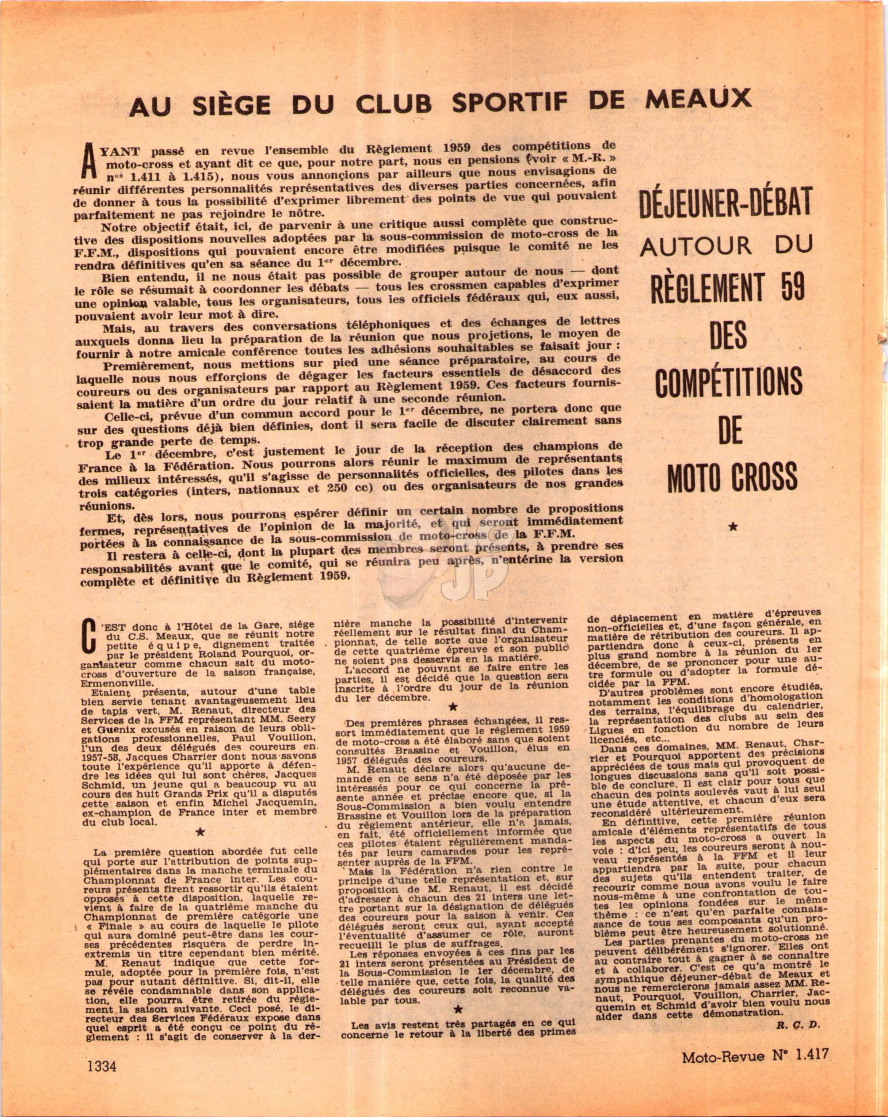 AU SIÈGE DU CLUB SPORTIF DE MEAUX
AYANT passé en revue l'ensemble du Règlement 1959 des compétitions de
moto-cross et ayant dit ce que, pour notre part, nous en pensions (voir « M.-R. »
nos 1.411 à 1.415), nous vous annonçions par ailleurs que nous envisagions de
réunir différentes personnalités représentatives des diverses parties concernées, afin
de donner à tous la possibilité d'exprimer librement des points de vue qui pouvaient
parfaitement ne pas rejoindre le nôtre.
Notre objectif était, ici, de parvenir à une critique aussi complète que construc-
tive des dispositions nouvelles adoptées par la sous-commission de moto-cross de la
F.F.M., dispositions qui pouvaient encore être modifiées puisque le comité ne les
rendra définitives qu'en sa séance du 1er décembre.
Bien entendu, il ne nous était pas possible de grouper autour de nous — dont
le rôle se résumait à coordonner les débats — tous les crossmen capables d'exprimer
une opinion valable, tous les organisateurs, tous les officiels fédéraux qui, eux aussi,
pouvaient avoir leur mot à dire.
Mais, au travers des conversations téléphoniques et des échanges de lettres
auxquels donna lieu la préparation de la réunion que nous projetions, le moyen de
fournir à notre amicale conférence toutes les adhésions souhaitables se faisait jour :
Premièrement, nous mettions sur pied une séance préparatoire, au cours de
laquelle nous nous efforçions de dégager les facteurs essentiels de désaccord des
coureurs ou des organisateurs par rapport au Règlement 1959. Ces facteurs fournis-
saient la matière d'un ordre du jour relatif à une seconde réunion.
Celle-ci, prévue d'un commun accord pour le 1er décembre, ne portera donc que
sur des questions déjà bien définies, dont il sera facile de discuter clairement sans
trop grande perte de temps.
Le 1er décembre, c'est justement le jour de la réception des champions de
France à la Fédération. Nous pourrons alors réunir le maximum de représentants
des milieux intéressés, qu'il s'agisse de personnalités officielles, des pilotes dans les
trois catégories (inters, nationaux et 250 cc) ou des organisateurs de nos grandes
réunions.
Et, dès lors, nous pourrons espérer définir un certain nombre de propositions
fermes, représentatives de l'opinion de la majorité, et qui seront immédiatement
portées à la connaissance de la sous-commission de moto-cross de la F.F.M.
Il restera à celle-ci, dont la plupart des membres seront présents, à prendre ses
responsabilités avant que le comité, qui se réunira peu après, n'entérine la version
complète et définitive du Règlement 1959.
DÉJEUNER-DÉBAT
AUTOUR DU
RÈGLEMENT 59
DES
COMPÉTITIONS
DE
MOTO CROSS
★
JP
C'EST donc à l'Hôtel de la Gare, siège
du C.S. Meaux, que se réunit notre
petite équipe, dignement traitée
par le président Roland Pourquoi, or-
ganisateur comme chacun sait du moto-
cross d'ouverture de la saison française,
Ermenonville.
Etaient présents, autour d'une table
bien servie tenant avantageusement lieu
de tapis vert, M. Renaut, directeur des
Services de la FFM représentant MM. Seery
et Guenix excusés en raison de leurs obli-
gations professionnelles, Paul Vouillon,
l'un des deux délégués des coureurs en
1957-58, Jacques Charrier dont nous savons
toute l'expérience qu'il apporte à défen-
dre les idées qui lui sont chères, Jacques
Schmid, un jeune qui a beaucoup vu au
cours des huit Grands Prix qu'il a disputés
cette saison et enfin Michel Jacquemin,
ex-champion de France inter et membre
du club local.
★
La première question abordée fut celle
qui porte sur l'attribution de points sup-
plémentaires dans la manche terminale du
Championnat de France inter. Les cou-
reurs présents firent ressortir qu'ils étaient
opposés à cette disposition, laquelle re-
vient à faire de la quatrième manche du
Championnat de première catégorie une
« Finale » au cours de laquelle le pilote
qui aura dominé peut-être dans les cour-
ses précédentes risquera de perdre in-
extremis un titre cependant bien mérité.
M. Renaut indique que cette for-
mule, adoptée pour la première fois, n'est
pas pour autant définitive. Si, dit-il, elle
se révèle condamnable dans son applica-
tion, elle pourra être retirée du règle-
ment la saison suivante. Ceci posé, le di-
recteur des Services Fédéraux expose dans
quel esprit a été conçu ce point du rè-
glement : il s'agit de conserver à la der-
nière manche la possibilité d'intervenir
réellement sur le résultat final du Cham-
pionnat, de telle sorte que l'organisateur
de cette quatrième épreuve et son public
ne soient pas desservis en la matière.
L'accord ne pouvant se faire entre les
parties, il est décidé que la question sera
inscrite à l'ordre du jour de la réunion
du 1er décembre.
★
Des premières phrases échangées, il res-
sort immédiatement que le règlement 1959
de moto-cross a été élaboré sans que soient
consultés Brassine et Vouillon, élus en
1957 délégués des coureurs.
M. Renaut déclare alors qu'aucune de-
mande en ce sens n'a été déposée par les
intéressés pour ce qui concerne la pré-
sente année et précise encore que, si la
Sous-Commission a bien voulu entendre
Brassine et Vouillon lors de la préparation
du règlement antérieur, elle n'a jamais,
en fait, été officiellement informée que
ces pilotes étaient régulièrement manda-
tés par leurs camarades pour les repré-
senter auprès de la FFM.
Mais la Fédération n'a rien contre le
principe d'une telle représentation et, sur
proposition de M. Renaut, il est décidé
d'adresser à chacun des 21 inters une let-
tre portant sur la désignation de délégués
des coureurs pour la saison à venir. Ces
délégués seront ceux qui, ayant accepté
l'éventualité d'assumer ce rôle, auront
recueilli le plus de suffrages.
Les réponses envoyées à ces fins par les
21 inters seront présentées au Président de
la Sous-Commission le 1er décembre, de
telle manière que, cette fois, la qualité des
délégués des coureurs soit reconnue va-
lable par tous.
★
Les avis restent très partagés en ce qui
concerne le retour à la liberté des primes
de déplacement en matière d'épreuves
non-officielles et, d'une façon générale, en
matière de rétribution des coureurs. Il ap-
partiendra donc à ceux-ci, présents en
plus grand nombre à la réunion du 1er
décembre, de se prononcer pour une au-
tre formule ou d'adopter la formule dé-
cidée par la FFM.
D'autres problèmes sont encore étudiés,
notamment les conditions d'homologation
des terrains, l'équilibrage du calendrier,
la représentation des clubs au sein des
Ligues en fonction du nombre de leurs
licenciés, etc...
Dans ces domaines, MM. Renaut, Char-
rier et Pourquoi apportent des précisions
appréciées de tous mais qui provoquent de
longues discussions sans qu'il soit possi-
ble de conclure. Il est clair pour tous que
chacun des points soulevés vaut à lui seul
une étude attentive, et chacun d'eux sera
reconsidéré ultérieurement.
En définitive, cette première réunion
amicale d'éléments représentatifs de tous
les aspects du moto-cross a ouvert la
voie : d'ici peu, les coureurs seront à nou-
veau représentés à la FFM et il leur
appartiendra par la suite, pour chacun
des sujets qu'ils entendent traiter, de
recourir comme nous avons voulu le faire
nous-même à une confrontation de tou-
tes les opinions fondées sur le même
thème : ce n'est qu'en parfaite connais-
sance de tous ses composants qu'un pro-
blème peut être heureusement solutionné.
Les parties prenantes du moto-cross ne
peuvent délibérément s'ignorer. Elles ont
au contraire tout à gagner à se connaître
et à collaborer. C'est ce qu'a montré le
sympathique déjeuner-débat de Meaux et
nous ne remercierons jamais assez MM. Re-
naut, Pourquoi, Vouillon, Charrier, Jac-
quemin et Schmid d'avoir bien voulu nous
aider dans cette démonstration.
R. C. D.
1334
Moto-Revue N° 1.417